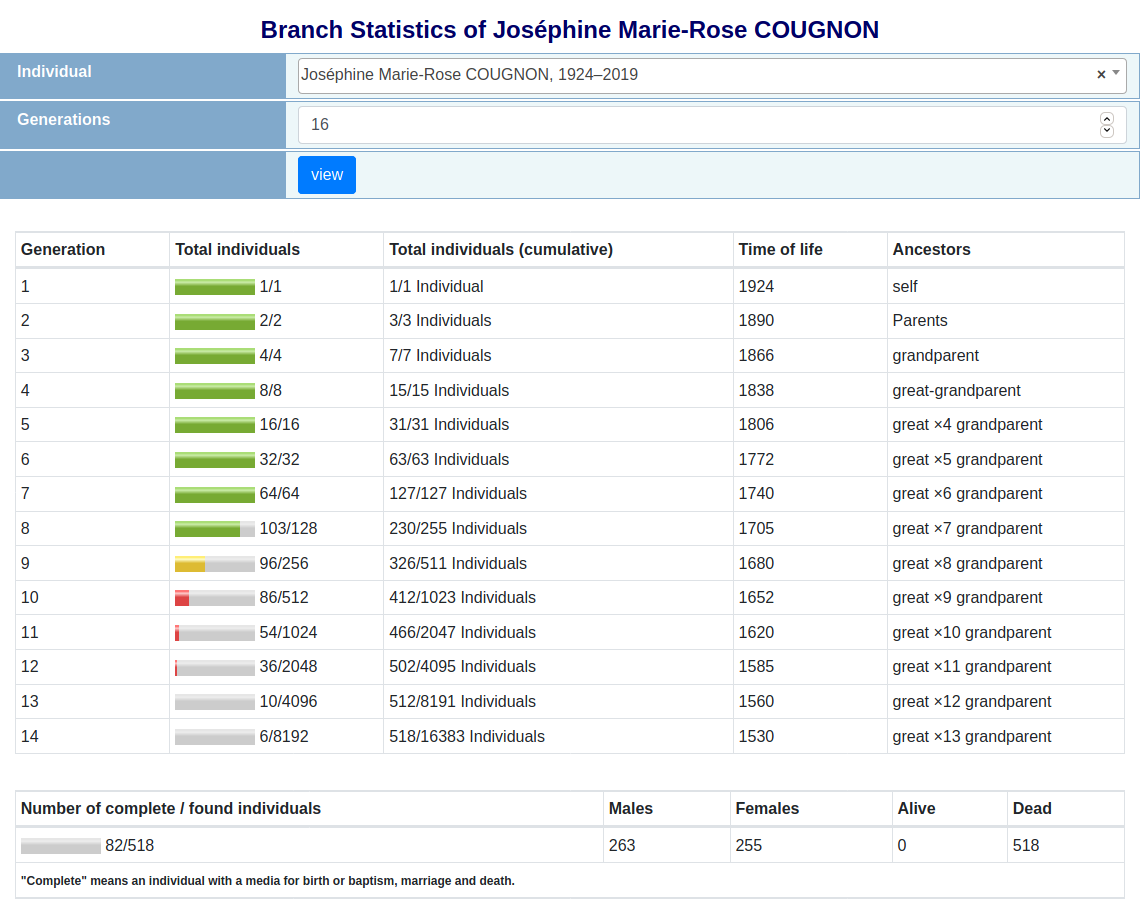 Branch Statistics of Joséphine Marie-Rose COUGNON
Individual
Joséphine Marie-Rose COUGNON, 1924–2019 ×
Generations
16
view
Generation Total individuals Total individuals (cumulative) Time of life Ancestors
1 1/1 1/1 Individual 1924 self
2 2/2 3/3 Individuals 1890 Parents
3 4/4 7/7 Individuals 1866 grandparent
4 8/8 15/15 Individuals 1838 great-grandparent
5 16/16 31/31 Individuals 1806 great ×4 grandparent
6 32/32 63/63 Individuals 1772 great ×5 grandparent
7 64/64 127/127 Individuals 1740 great ×6 grandparent
8 103/128 230/255 Individuals 1705 great ×7 grandparent
9 96/256 326/511 Individuals 1680 great ×8 grandparent
10 86/512 412/1023 Individuals 1652 great ×9 grandparent
11 54/1024 466/2047 Individuals 1620 great ×10 grandparent
12 36/2048 502/4095 Individuals 1585 great ×11 grandparent
13 10/4096 512/8191 Individuals 1560 great ×12 grandparent
14 6/8192 518/16383 Individuals 1530 great ×13 grandparent
Number of complete / found individuals Males Females Alive Dead
82/518 263 255 0 518
"Complete" means an individual with a media for birth or baptism, marriage and death.